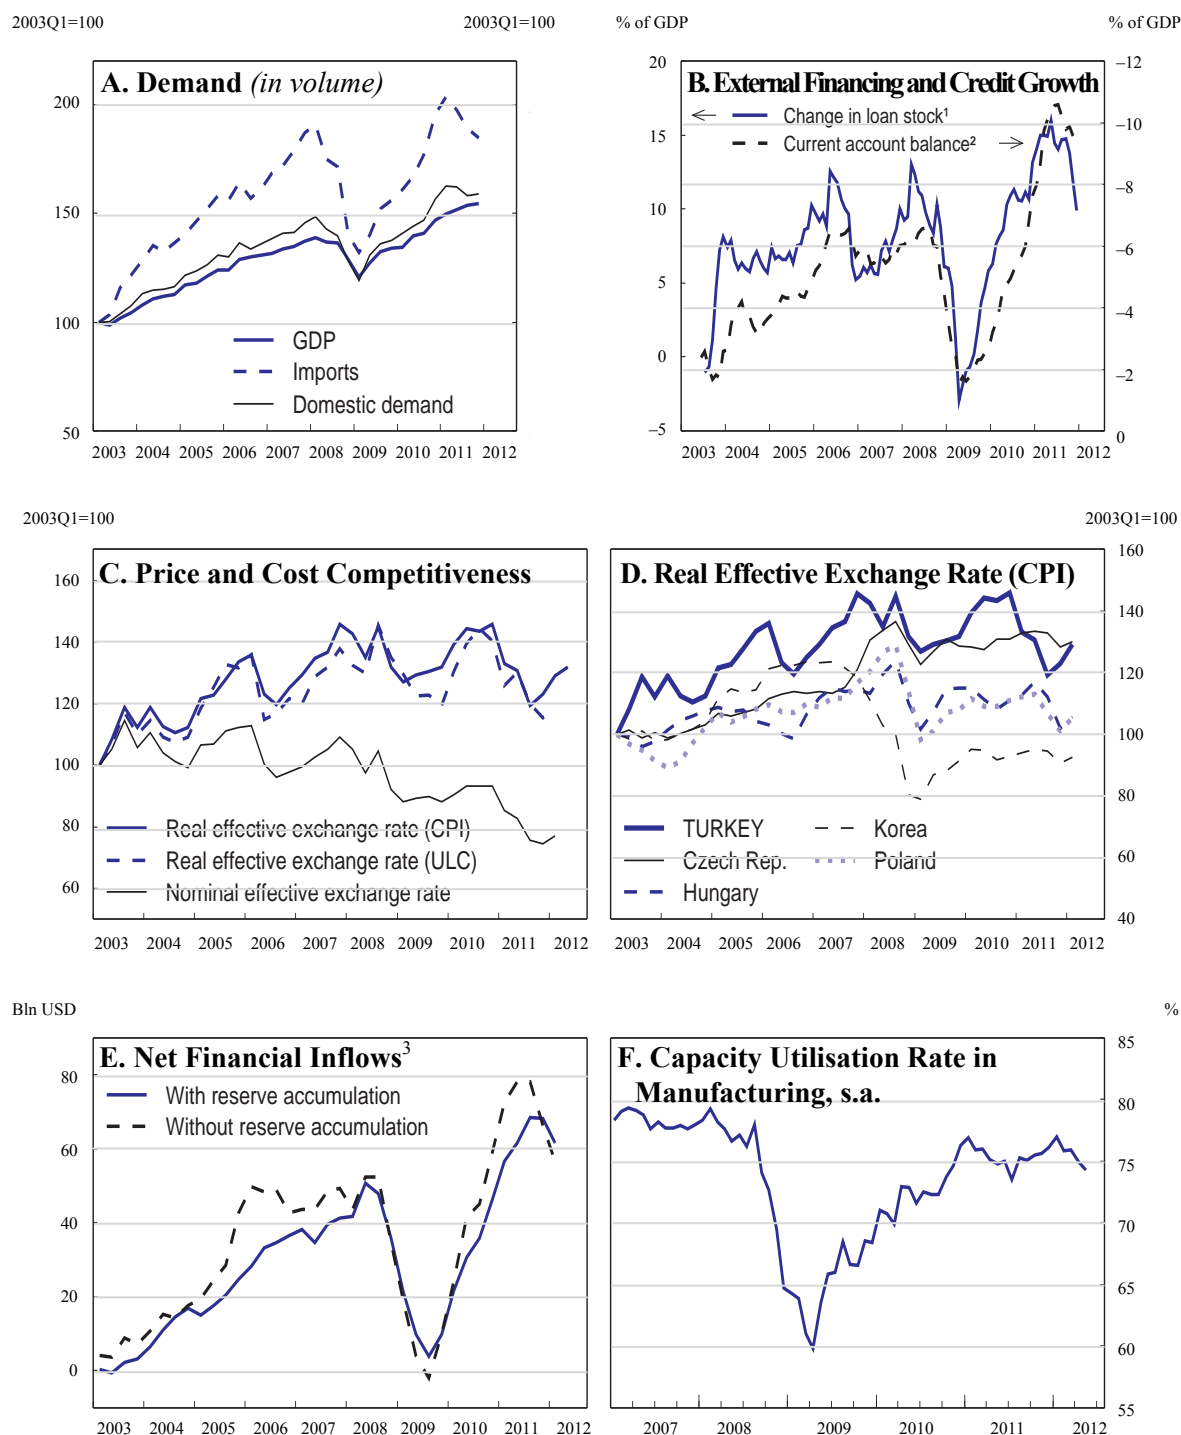 2003Q1=100 2003Q1=100 % of GDP % of GDP
A. Demand (in volume)
200
150
100
50
GDP
Imports
Domestic demand
2003 2004 2005 2006 2007 2008 2009 2010 2011 2012
B. External Financing and Credit Growth
Change in loan stock¹
Current account balance²
20
15
10
5
0
–5
–12
–10
–8
–6
–4
–2
0
2003 2004 2005 2006 2007 2008 2009 2010 2011 2012
2003Q1=100 2003Q1=100
C. Price and Cost Competitiveness
160
140
120
100
80
60
Real effective exchange rate (CPI)
Real effective exchange rate (ULC)
Nominal effective exchange rate
2003 2004 2005 2006 2007 2008 2009 2010 2011 2012
D. Real Effective Exchange Rate (CPI)
160
140
120
100
80
60
40
TURKEY Korea
Czech Rep. Poland
Hungary
2003 2004 2005 2006 2007 2008 2009 2010 2011 2012
Bln USD %
E. Net Financial Inflows³
80
60
40
20
0
With reserve accumulation
Without reserve accumulation
2003 2004 2005 2006 2007 2008 2009 2010 2011 2012
F. Capacity Utilisation Rate in
Manufacturing, s.a.
85
80
75
70
65
60
55
2007 2008 2009 2010 2011 2012